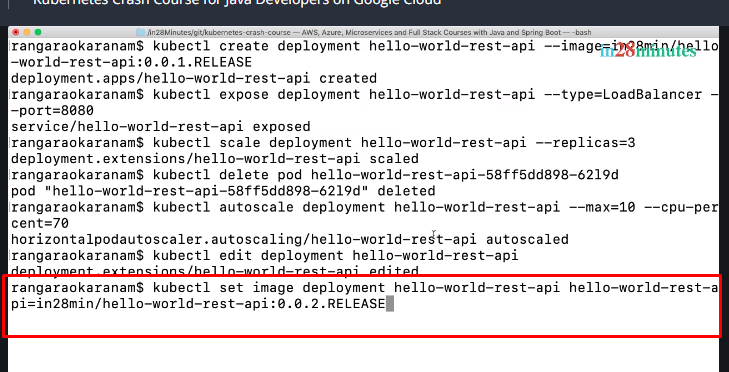 Kubernetes Crash Course for Java Developers on Google Cloud
/in28Minutes/git/kubernetes-crash-course — AWS, Azure, Microservices and Full Stack Courses with Java and Spring Boot — -bash
in28minutes
rangaraokaranam$ kubectl create deployment hello-world-rest-api --image=in28min/hello
-world-rest-api:0.0.1.RELEASE
deployment.apps/hello-world-rest-api created
rangaraokaranam$ kubectl expose deployment hello-world-rest-api --type=LoadBalancer -
-port=8080
service/hello-world-rest-api exposed
rangaraokaranam$ kubectl scale deployment hello-world-rest-api --replicas=3
deployment.extensions/hello-world-rest-api scaled
rangaraokaranam$ kubectl delete pod hello-world-rest-api-58ff5dd898-62l9d
pod "hello-world-rest-api-58ff5dd898-62l9d" deleted
rangaraokaranam$ kubectl autoscale deployment hello-world-rest-api --max=10 --cpu-per
cent=70
horizontalpodautoscaler.autoscaling/hello-world-rest-api autoscaled
rangaraokaranam$ kubectl edit deployment hello-world-rest-api
deployment.extensions/hello-world-rest-api edited
rangaraokaranam$ kubectl set image deployment hello-world-rest-api hello-world-rest-a
pi=in28min/hello-world-rest-api:0.0.2.RELEASE